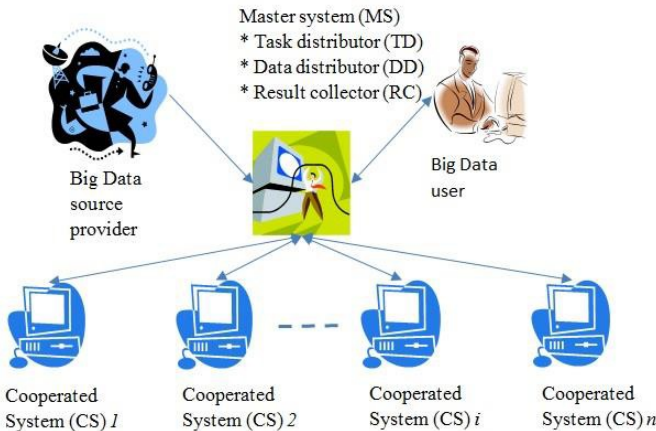 Master system (MS)
* Task distributor (TD)
* Data distributor (DD)
* Result collector (RC)
Big Data
source
provider
Big Data
user
Cooperated
System (CS) 1
Cooperated
System (CS) 2
Cooperated
System (CS) i
Cooperated
System (CS) n